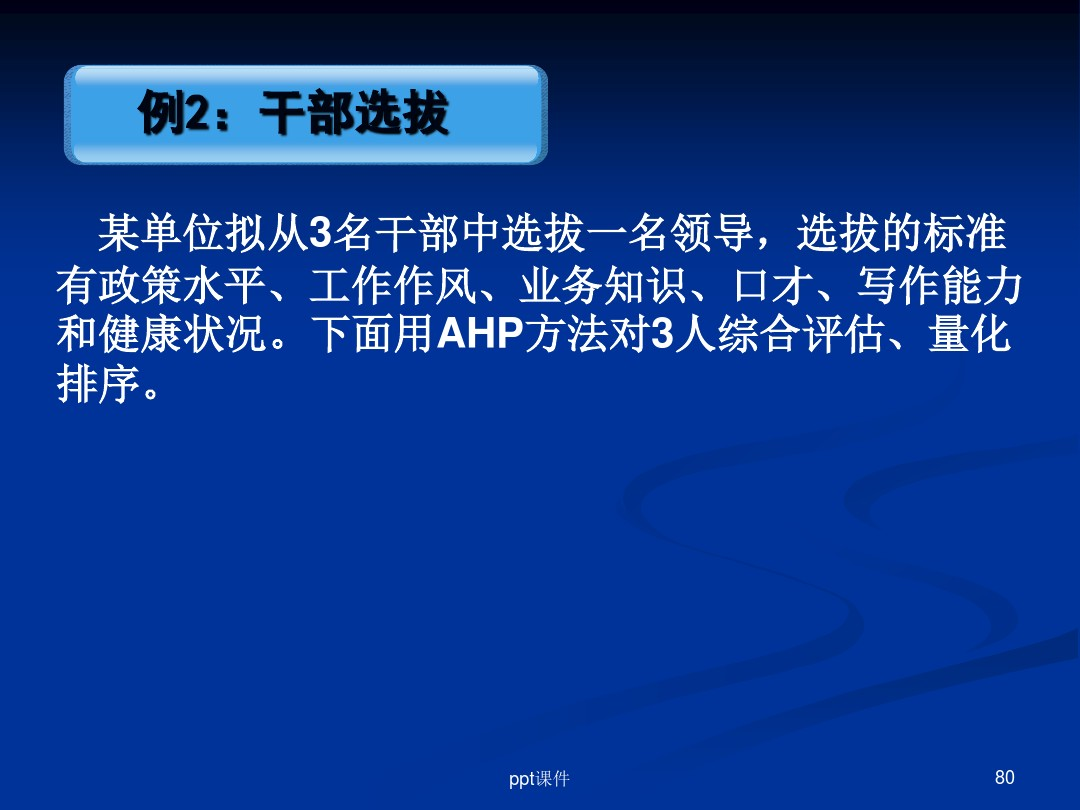 例2：干部选拔
某单位拟从3名干部中选拔一名领导，选拔的标准
有政策水平、工作作风、业务知识、口才、写作能力
和健康状况。下面用AHP方法对3人综合评估、量化
排序。
ppt课件
80